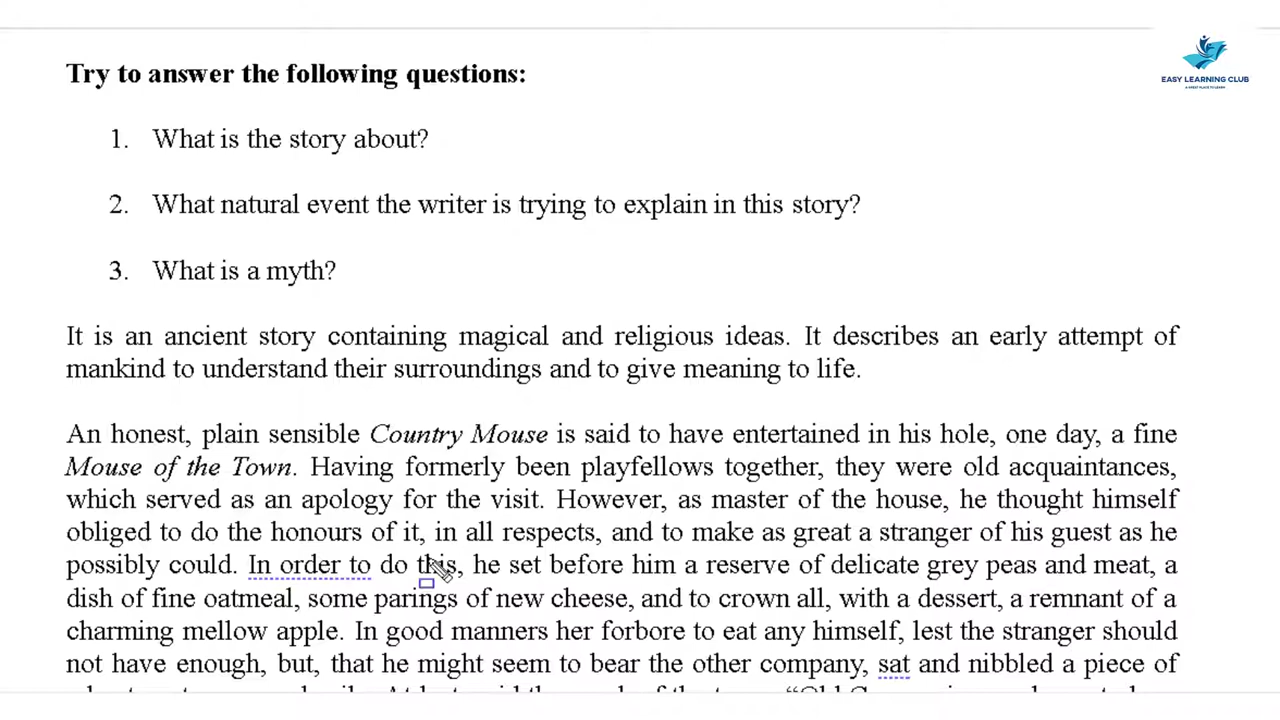 EASY LEARNING CLUB
A GREAT PLACE TO LEARN
Try to answer the following questions:
1. What is the story about?
2. What natural event the writer is trying to explain in this story?
3. What is a myth?
It is an ancient story containing magical and religious ideas. It describes an early attempt of
mankind to understand their surroundings and to give meaning to life.
An honest, plain sensible Country Mouse is said to have entertained in his hole, one day, a fine
Mouse of the Town. Having formerly been playfellows together, they were old acquaintances,
which served as an apology for the visit. However, as master of the house, he thought himself
obliged to do the honours of it, in all respects, and to make as great a stranger of his guest as he
possibly could. In order to do this, he set before him a reserve of delicate grey peas and meat, a
dish of fine oatmeal, some parings of new cheese, and to crown all, with a dessert, a remnant of a
charming mellow apple. In good manners her forbore to eat any himself, lest the stranger should
not have enough, but, that he might seem to bear the other company, sat and nibbled a piece of